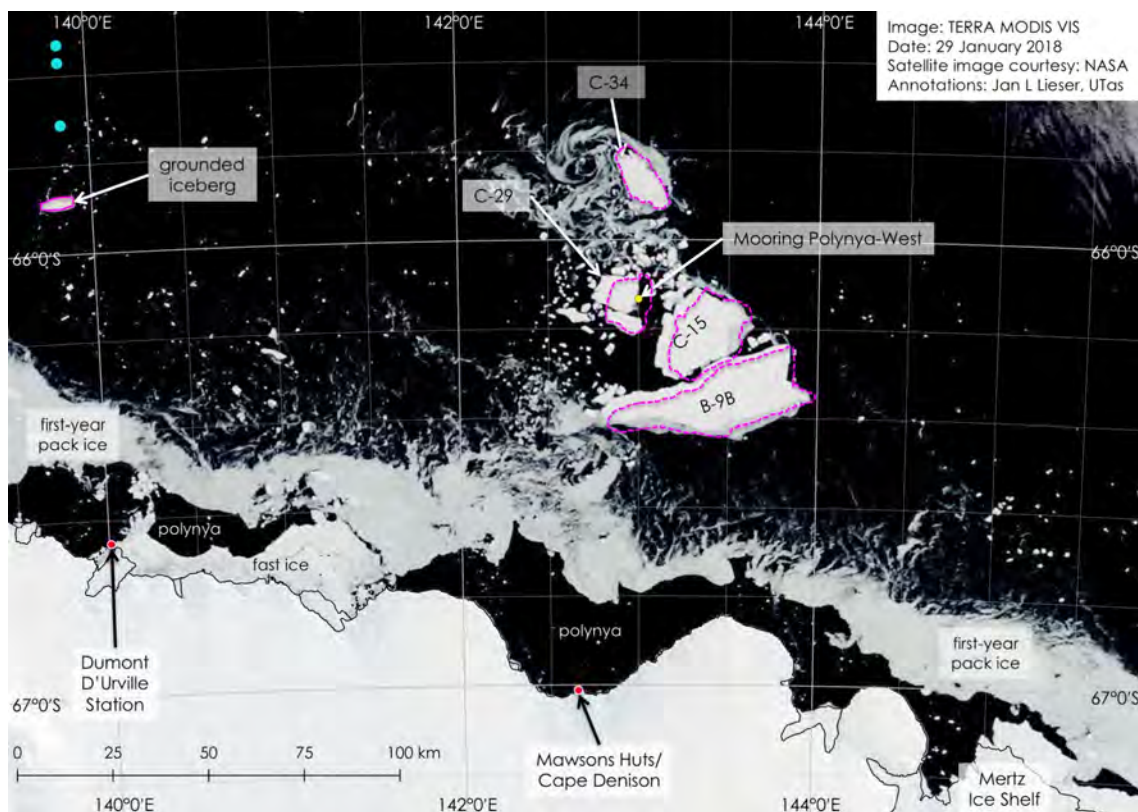 140°0'E
142°0'E
144°0'E
Image: TERRA MODIS VIS
Date: 29 January 2018
Satellite image courtesy: NASA
Annotations: Jan L Lieser, UTas
C-34
grounded
iceberg
C-29
Mooring Polynya-West
66°0'S
66°0'S
C-15
B-9B
first-year
pack ice
polynya
fast ice
polynya
first-year
pack ice
Dumont
D'Urville
Station
67°0'S
67°0'S
Mawsons Huts/
Cape Denison
0 25 50 75 100 km
Mertz
Ice Shelf
140°0'E
142°0'E
144°0'E